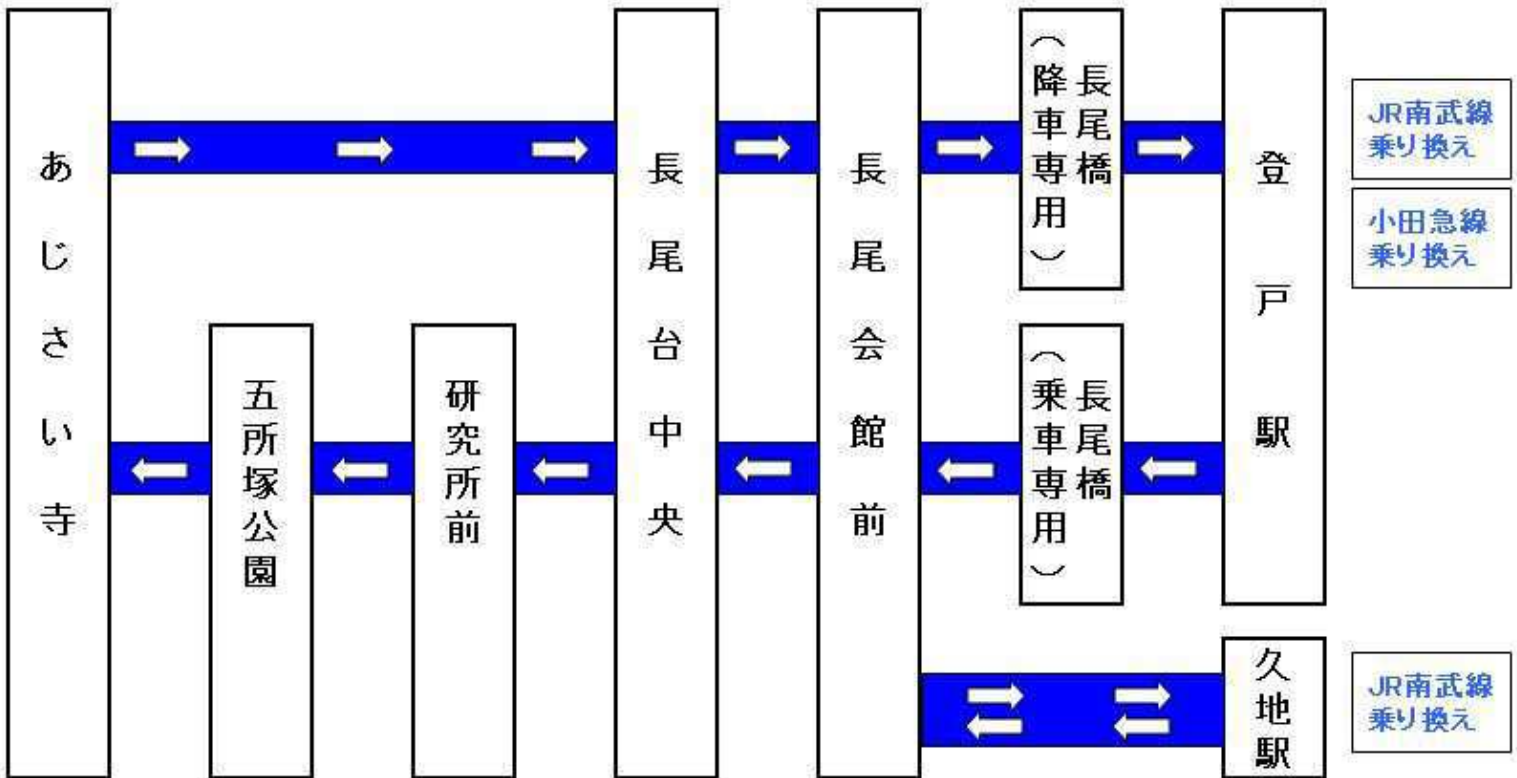 あじさい寺
五所塚公園
研究所前
長尾台中央
長尾会館前
長尾橋
（降車専用）
長尾橋
（乗車専用）
登戸駅
久地駅
JR南武線
乗り換え
小田急線
乗り換え
JR南武線
乗り換え